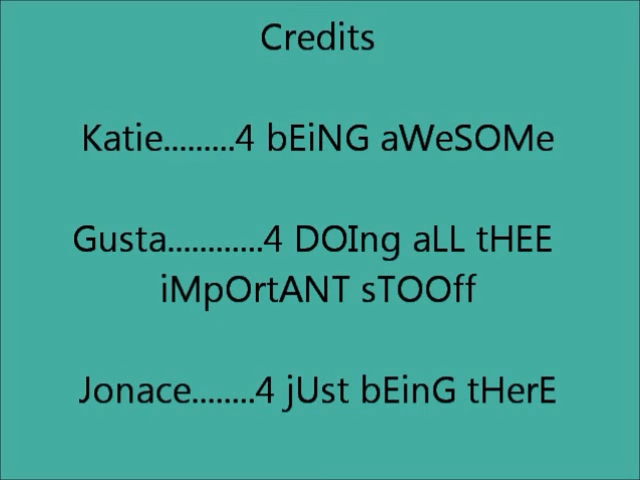 Credits
Katie.........4 bEiNG aWeSOMe
Gusta............4 DOIng aLL tHEE
iMpOrtANT sTOOff
Jonace........4 jUst bEinG tHerE